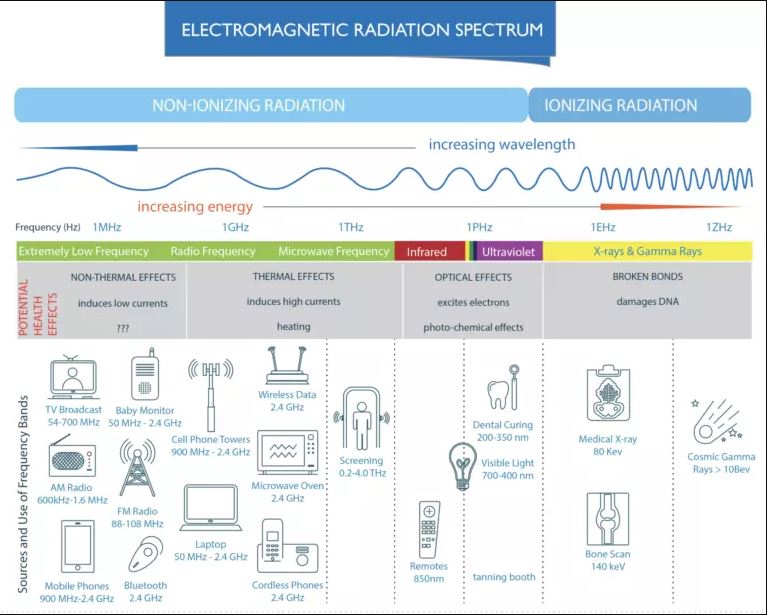 ELECTROMAGNETIC RADIATION SPECTRUM
NON-IONIZING RADIATION
IONIZING RADIATION
increasing wavelength
increasing energy
Frequency (Hz) 1MHz 1GHz 1THz 1PHz 1EHz 1ZHz
Extremely Low Frequency Radio Frequency Microwave Frequency Infrared Ultraviolet X-rays & Gamma Rays
POTENTIAL
HEALTH
EFFECTS
NON-THERMAL EFFECTS
induces low currents
???
THERMAL EFFECTS
induces high currents
heating
OPTICAL EFFECTS
excites electrons
photo-chemical effects
BROKEN BONDS
damages DNA
Sources and Use of Frequency Bands
TV Broadcast
54-700 MHz
Baby Monitor
50 MHz - 2.4 GHz
Cell Phone Towers
900 MHz - 2.4 GHz
Wireless Data
2.4 GHz
Screening
0.2-4.0 THz
Dental Curing
200-350 nm
Medical X-ray
80 Kev
Cosmic Gamma
Rays > 10Bev
AM Radio
600kHz-1.6 MHz
FM Radio
88-108 MHz
Microwave Oven
2.4 GHz
Visible Light
700-400 nm
Laptop
50 MHz - 2.4 GHz
Bone Scan
140 keV
Mobile Phones
900 MHz-2.4 GHz
Bluetooth
2.4 GHz
Cordless Phones
2.4 GHz
Remotes
850nm
tanning booth